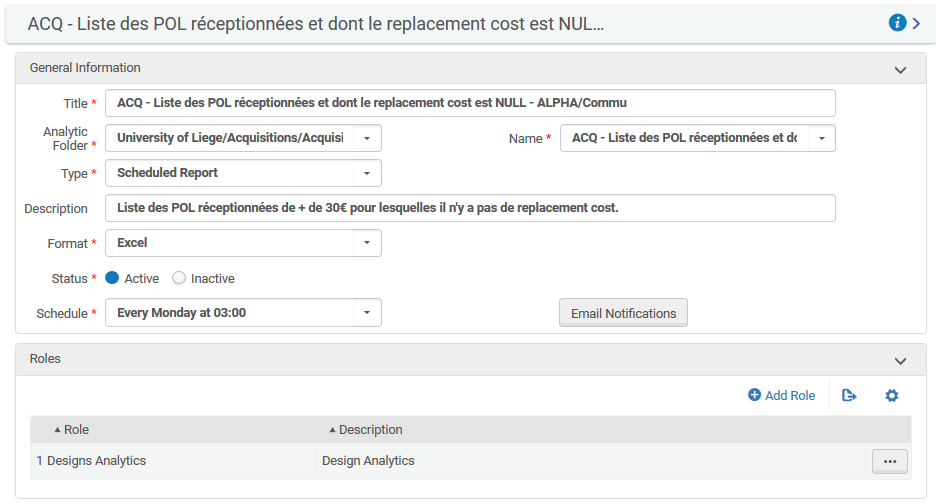 ACQ - Liste des POL réceptionnées et dont le replacement cost est NUL...
General Information
Title * ACQ - Liste des POL réceptionnées et dont le replacement cost est NULL - ALPHA/Commu
Analytic Folder * University of Liege/Acquisitions/Acquisi Name * ACQ - Liste des POL réceptionnées et do
Type * Scheduled Report
Description Liste des POL réceptionnées de + de 30€ pour lesquelles il n'y a pas de replacement cost.
Format * Excel
Status * Active Inactive
Schedule * Every Monday at 03:00 Email Notifications
Roles
Add Role
Role Description
1 Designs Analytics Design Analytics